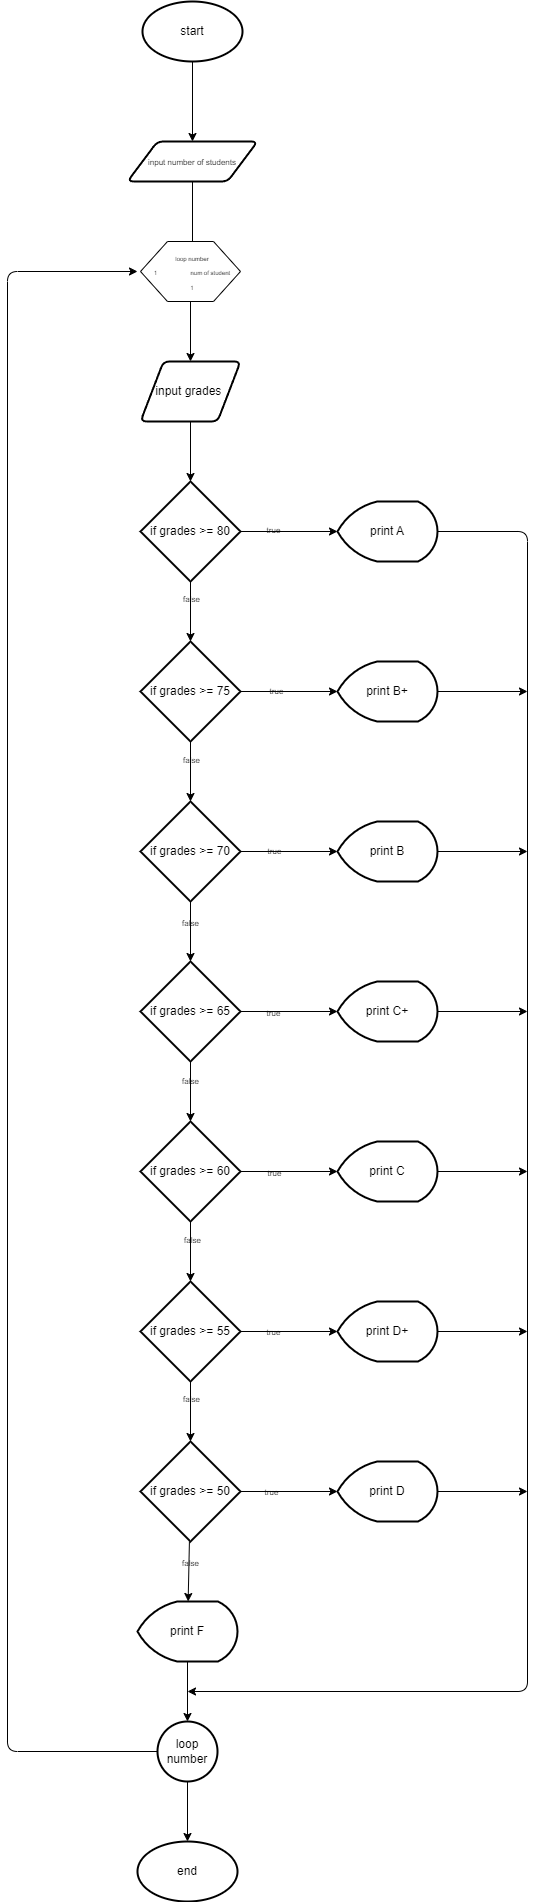 start
input number of students
loop number
1 num of student
1
input grades
if grades >= 80
true
print A
false
if grades >= 75
true
print B+
false
if grades >= 70
true
print B
false
if grades >= 65
true
print C+
false
if grades >= 60
true
print C
false
if grades >= 55
true
print D+
false
if grades >= 50
true
print D
false
print F
loop
number
end